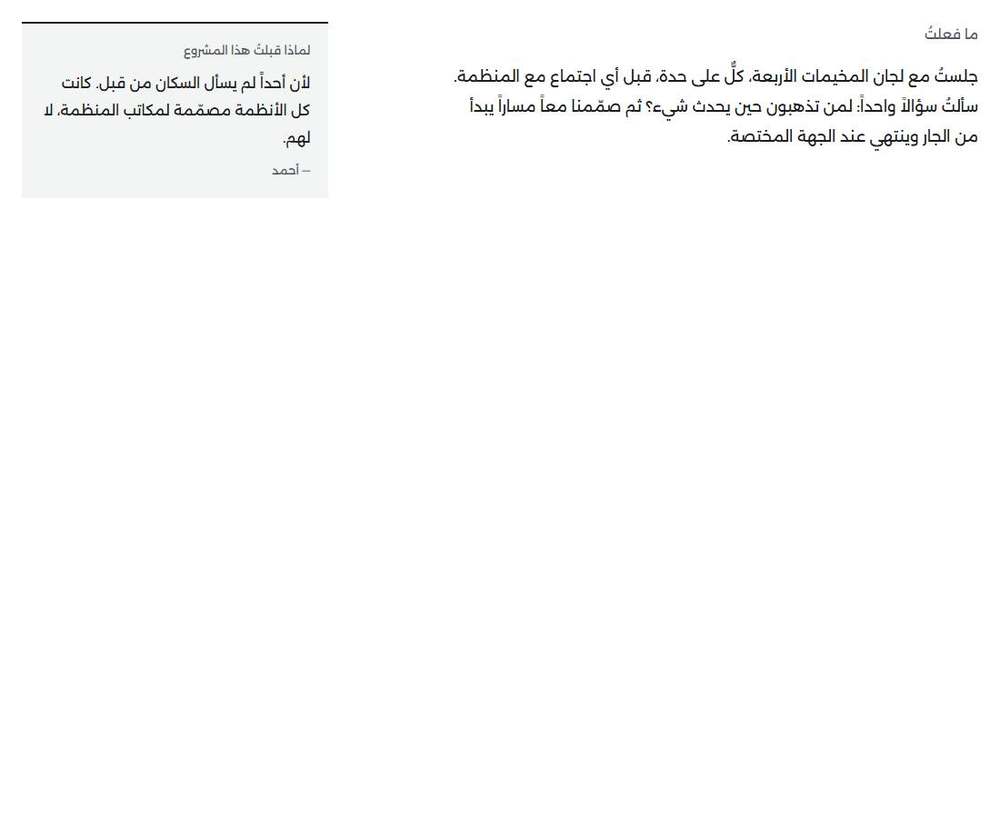 ما فعلتُ
جلستُ مع لجان المخيمات الأربعة، كلٌّ على حدة، قبل أي اجتماع مع المنظمة.
سألتُ سؤالاً واحداً: لمن تذهبون حين يحدث شيء؟ ثم صمّمنا معاً مساراً يبدأ
من الجار وينتهي عند الجهة المختصة.
لماذا قبلتُ هذا المشروع
لأن أحداً لم يسأل السكان من قبل. كانت
كل الأنظمة مصمّمة لمكاتب المنظمة، لا
لهم.
— أحمد